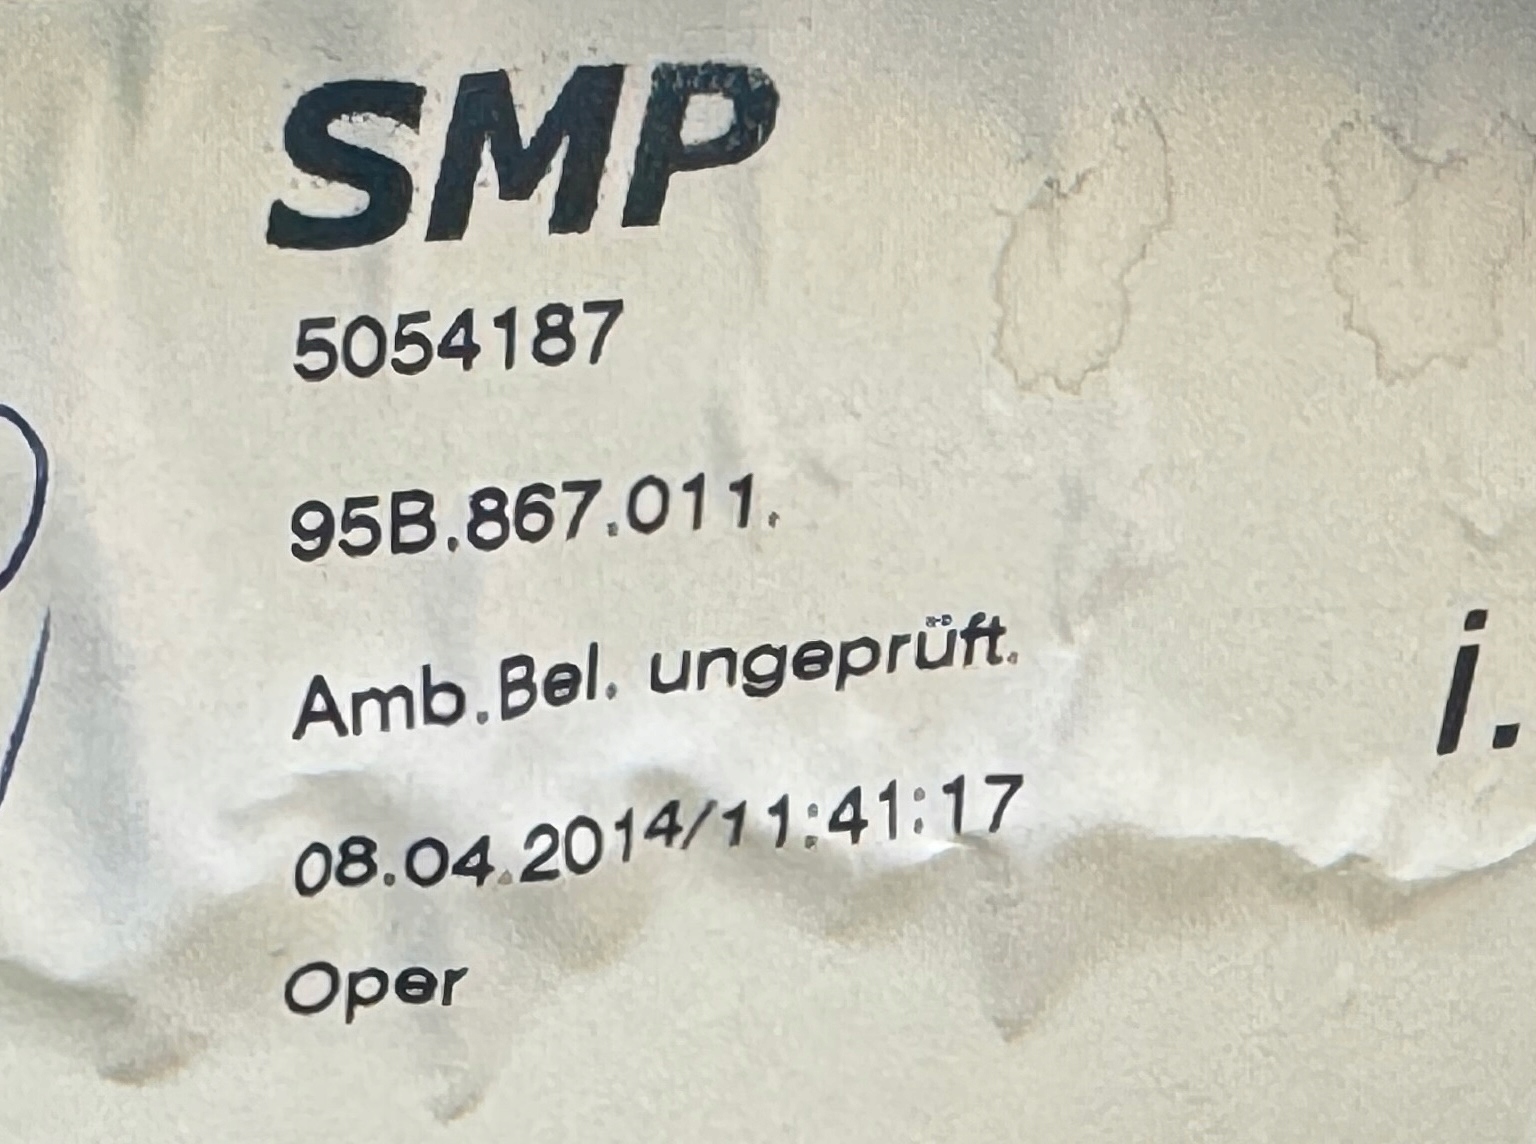 SMP
5054187
95B.867.011.
Amb.Bel. ungeprüft.
08.04.2014/11:41:17
Oper
i.